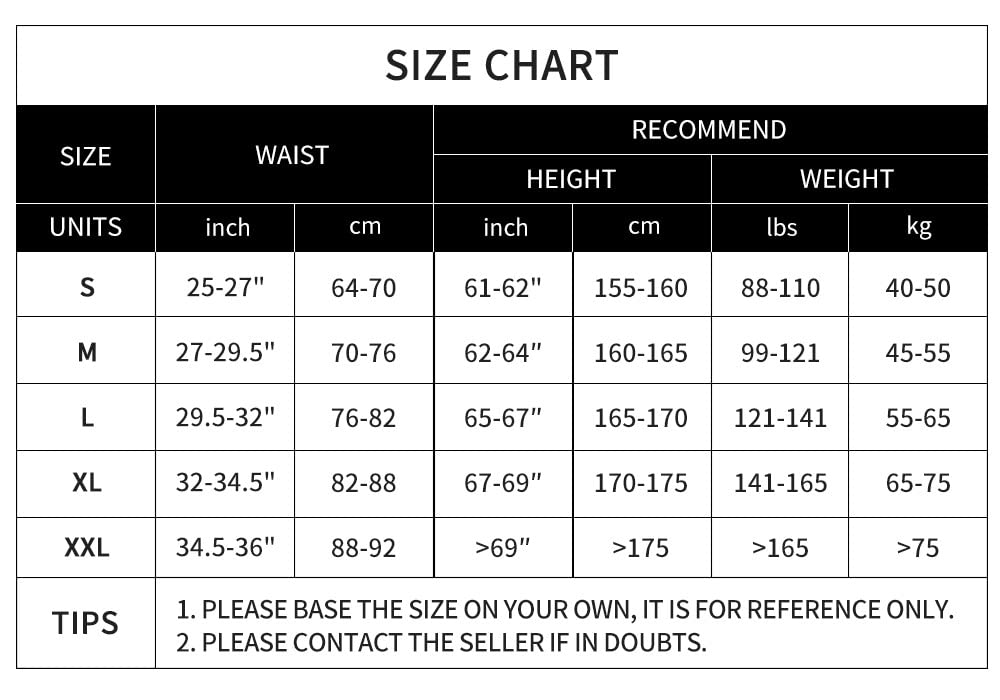 SIZE CHART
SIZE WAIST RECOMMEND
HEIGHT WEIGHT
UNITS inch cm inch cm lbs kg
S 25-27" 64-70 61-62" 155-160 88-110 40-50
M 27-29.5" 70-76 62-64″ 160-165 99-121 45-55
L 29.5-32" 76-82 65-67″ 165-170 121-141 55-65
XL 32-34.5" 82-88 67-69″ 170-175 141-165 65-75
XXL 34.5-36" 88-92 >69″ >175 >165 >75
TIPS
1. PLEASE BASE THE SIZE ON YOUR OWN, IT IS FOR REFERENCE ONLY.
2. PLEASE CONTACT THE SELLER IF IN DOUBTS.